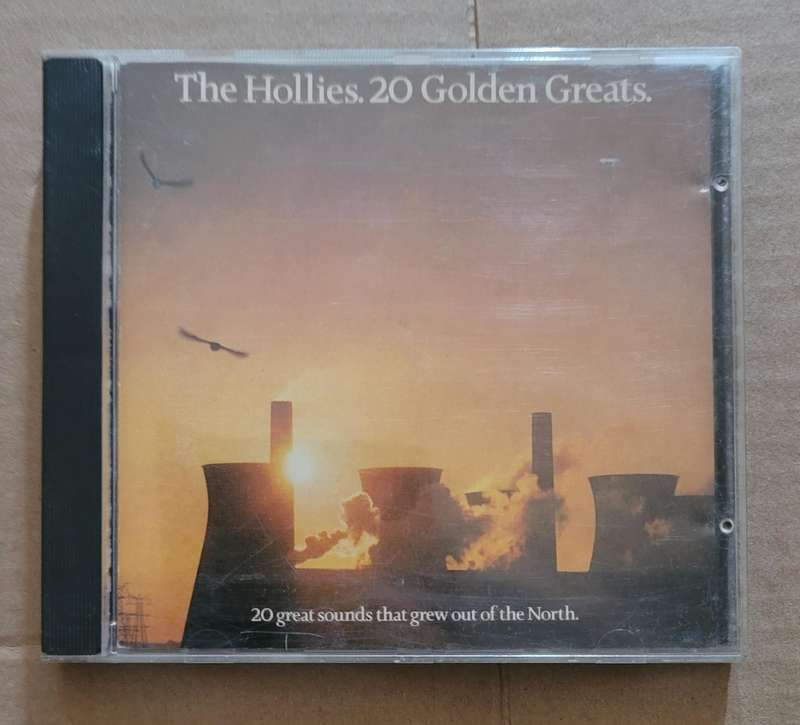 The Hollies. 20 Golden Greats.
20 great sounds that grew out of the North.